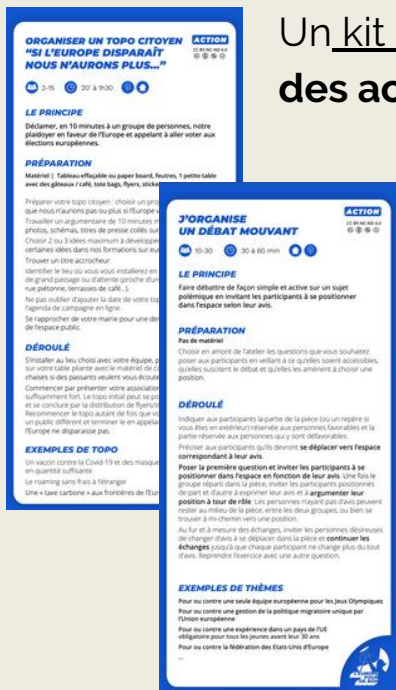 Un kit
des ac
ORGANISER UN TOPO CITOYEN
"SI L'EUROPE DISPARAÎT
NOUS N'AURONS PLUS..."
ACTION
CC BY-NC-ND 4.0
2-15 20' à 1h30
LE PRINCIPE
Déclamer, en 10 minutes à un groupe de personnes, notre
plaidoyer en faveur de l'Europe et appelant à aller voter aux
élections européennes.
PRÉPARATION
Matériel | Tableau effaçable ou paper board, feutres, 1 petite table
avec des gâteaux / café, tote bags, flyers, sticke
Préparer votre topo citoyen : choisir un proj
que nous n'aurons pas ou plus si l'Europe
Travailler un argumentaire de 10 minutes
photos, schémas, titres de presse collés sur
Choisir 2 ou 3 idées maximum à développer
certaines idées dans nos formations sur
Trouver un titre accrocheur.
Identifier le lieu où vous vous installerez en
de grand passage ou d'attente (proche d'un
rue piétonne, terrasses de café...).
Ne pas oublier d'ajouter la date de votre top
l'agenda de campagne en ligne.
Se rapprocher de votre mairie pour une de
de l'espace public.
DÉROULÉ
S'installer au lieu choisi avec votre équipe, p
sur votre table pliante avec le matériel de ca
chaises si des passants veulent vous écoute
Commencer par présenter votre association
suffisamment fort. Le topo initial peut se po
et se conclure par la distribution de flyers/st
Recommencer le topo autant de fois que vo
un public différent et terminer le en appelan
l'Europe ne disparaisse pas.
EXEMPLES DE TOPO
Un vaccin contre la Covid-19 et des masque
en quantité suffisante
Le roaming sans frais à l'étranger
Une « taxe carbone » aux frontières de l'Eur
J'ORGANISE
UN DÉBAT MOUVANT
ACTION
CC BY-NC-ND 4.0
10-30 30 à 60 min
LE PRINCIPE
Faire débattre de façon simple et active sur un sujet
polémique en invitant les participants à se positionner
dans l'espace selon leur avis.
PRÉPARATION
Pas de matériel
Choisir en amont de l'atelier les questions que vous souhaitez
poser aux participants en veillant à ce qu'elles soient accessibles,
qu'elles suscitent le débat et qu'elles les amènent à choisir une
position.
DÉROULÉ
Indiquer aux participants la partie de la pièce (ou un repère si
vous êtes en extérieur) réservée aux personnes favorables et la
partie réservée aux personnes qui y sont défavorables.
Préciser aux participants qu'ils devront se déplacer vers l'espace
correspondant à leur avis.
Poser la première question et inviter les participants à se
positionner dans l'espace en fonction de leur avis. Une fois le
groupe réparti dans la pièce, inviter les participants positionnés
de part et d'autre à exprimer leur avis et à argumenter leur
position à tour de rôle. Les personnes n'ayant pas d'avis peuvent
rester au milieu de la pièce, entre les deux groupes, ou bien se
trouver à mi-chemin vers une position.
Au fur et à mesure des échanges, inviter les personnes désireuses
de changer d'avis à se déplacer dans la pièce et continuer les
échanges jusqu'à que chaque participant ne change plus du tout
d'avis. Reprendre l'exercice avec une autre question.
EXEMPLES DE THÈMES
Pour ou contre une seule équipe européenne pour les Jeux Olympiques
Pour ou contre une gestion de la politique migratoire unique par
l'Union européenne
Pour ou contre une expérience dans un pays de l'UE
obligatoire pour tous les jeunes avant leur 30 ans
Pour ou contre la fédération des Etats-Unis d'Europe
...